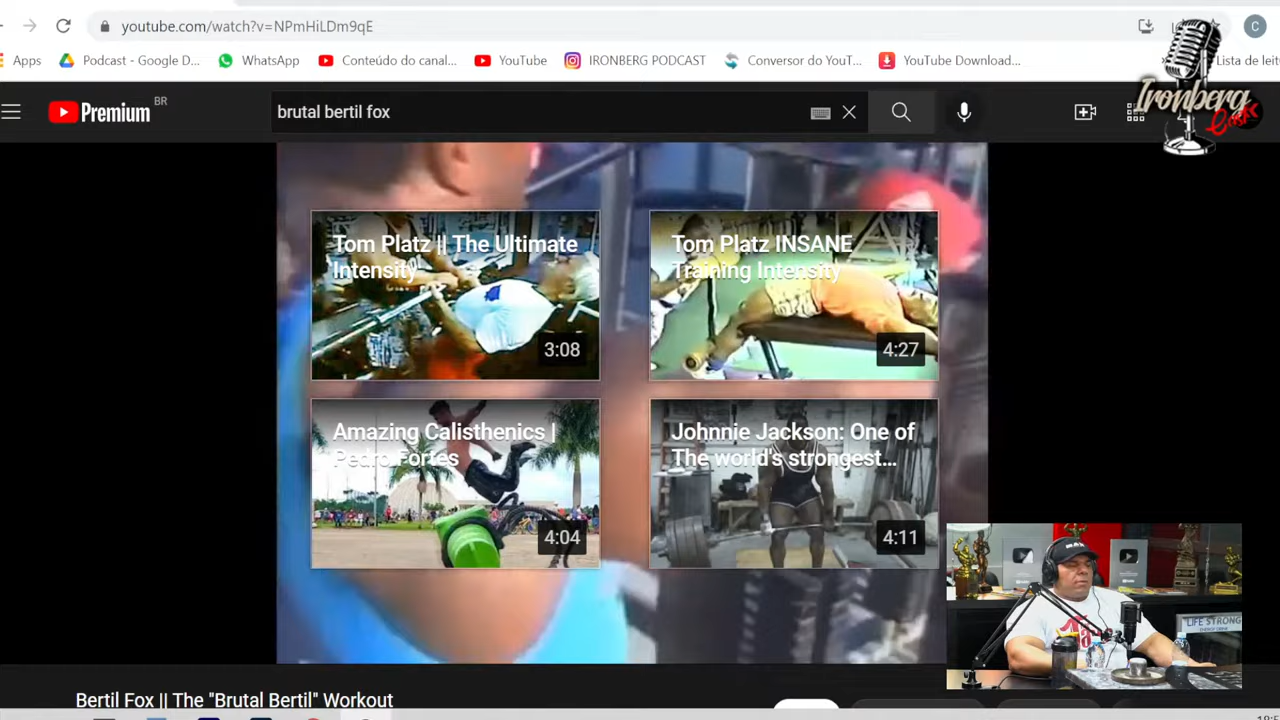 youtube.com/watch?v=NPmHiLDm9qE
C
Apps
Podcast - Google D...
WhatsApp
Conteúdo do canal...
YouTube
IRONBERG PODCAST
Conversor do YouT...
YouTube Download...
Lista de leit
Ironberg
Cast
Premium
BR
brutal bertil fox
Tom Platz || The Ultimate
Intensity
3:08
Tom Platz INSANE
Training Intensity
4:27
Amazing Calisthenics |
Pedro Fortes
4:04
Johnnie Jackson: One of
The world's strongest...
4:11
LIFE STRONG
Bertil Fox || The "Brutal Bertil" Workout